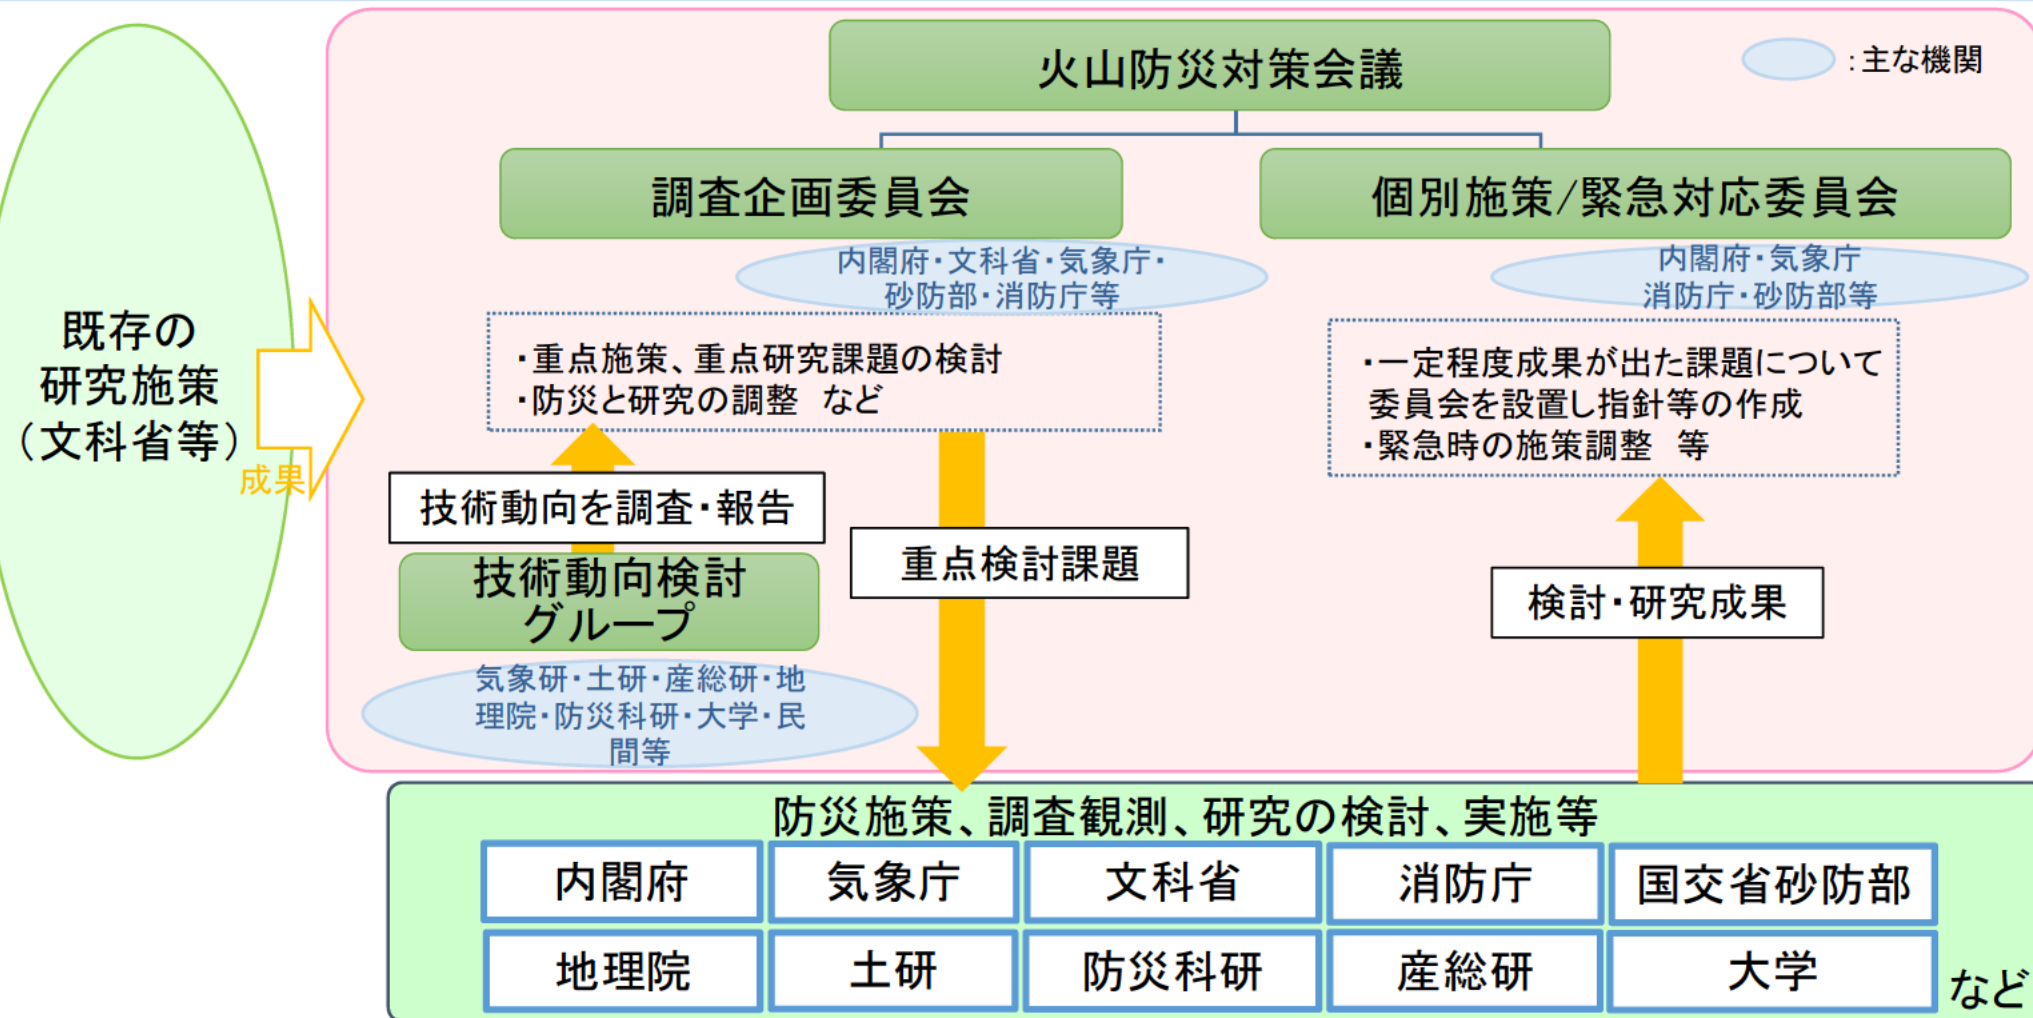 火山防災対策会議
:主な機関
調査企画委員会
個別施策/緊急対応委員会
内閣府・文科省・気象庁・
砂防部・消防庁等
内閣府・気象庁
消防庁・砂防部等
既存の
研究施策
（文科省等）
成果
・重点施策、重点研究課題の検討
・防災と研究の調整　など
・一定程度成果が出た課題について
委員会を設置し指針等の作成
・緊急時の施策調整　等
技術動向を調査・報告
重点検討課題
検討・研究成果
技術動向検討
グループ
気象研・土研・産総研・地
理院・防災科研・大学・民
間等
防災施策、調査観測、研究の検討、実施等
内閣府
気象庁
文科省
消防庁
国交省砂防部
地理院
土研
防災科研
産総研
大学
など